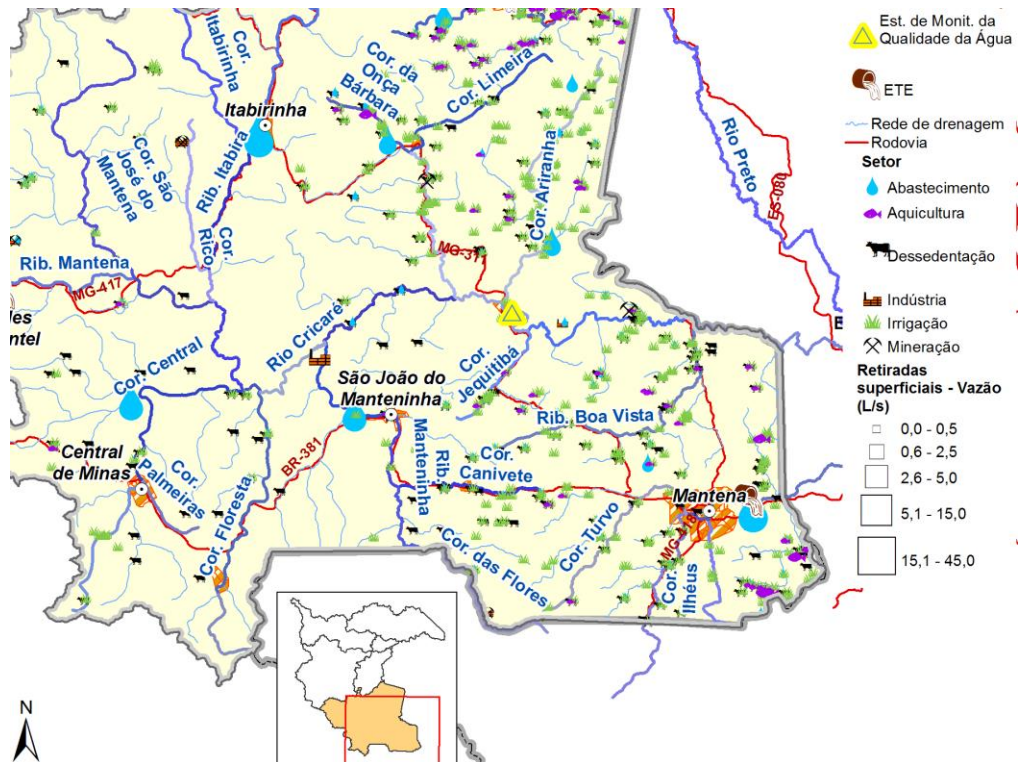 Est. de Monit. da
Qualidade da Água
ETE
Rede de drenagem
Rodovia
Setor
Abastecimento
Aquicultura
Dessedentação
Indústria
Irrigação
Mineração
Retiradas
superficiais - Vazão
(L/s)
0,0 - 0,5
0,6 - 2,5
2,6 - 5,0
5,1 - 15,0
15,1 - 45,0
Cor.
Itabirinha
Cor. da
Onça
Bárbara
Cor. Limeira
Itabirinha
Cor. São
José do
Mantena
Rib. Itabira
Cor. Ariranha
Rio Preto
ES-080
Cor.
Rico
Rib. Mantena
MG-417
des
ntel
MG-311
Rio Cricaré
Cor. Central
Cor.
Jequitibá
São João do
Manteninha
Rib. Boa Vista
BR-381
Rib.
Manteninha
Cor.
Canivete
Central
de Minas
Cor.
Palmeiras
Cor. Floresta
Mantena
Cor. Turvo
Cor. das Flores
Cor.
Ilhéus
N